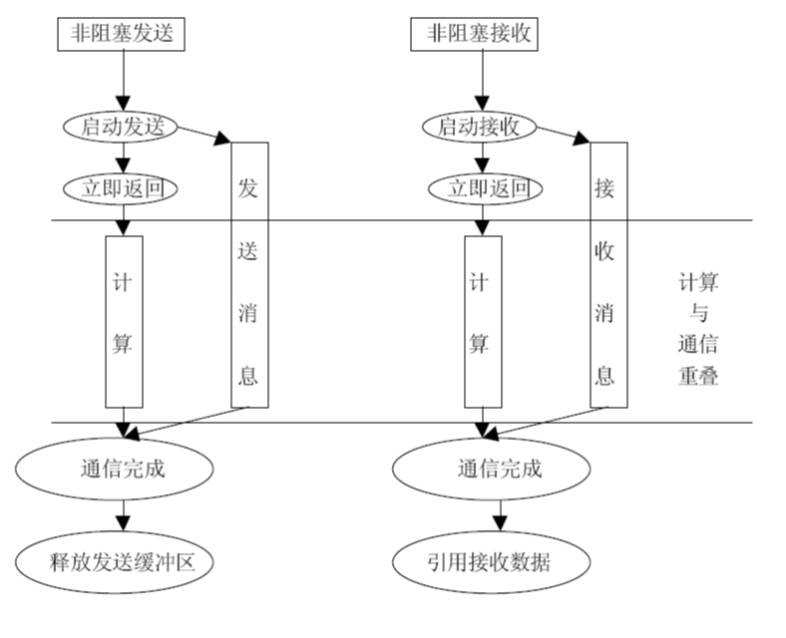 非阻塞发送
非阻塞接收
启动发送
启动接收
立即返回
立即返回
发送消息
接收消息
计算
计算
计算
与
通信
重叠
通信完成
通信完成
释放发送缓冲区
引用接收数据